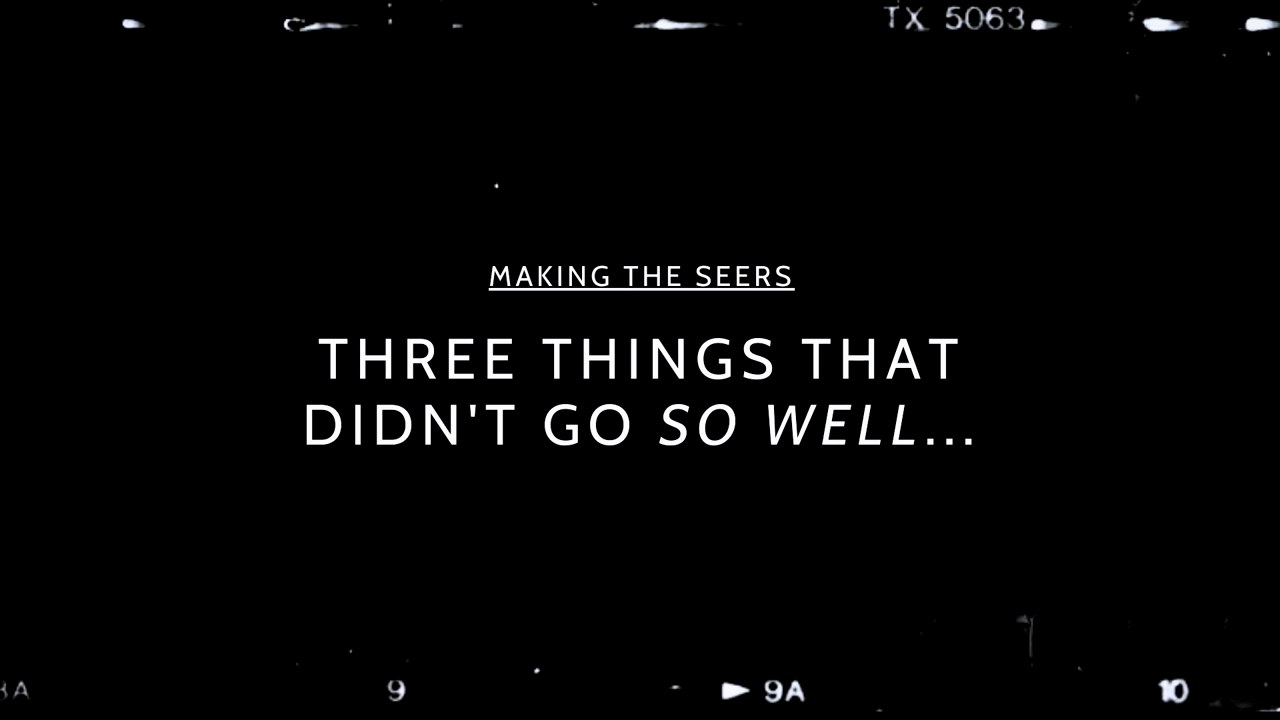 TX 5063
MAKING THE SEERS
THREE THINGS THAT
DIDN'T GO SO WELL...
9 ▶ 9A 10